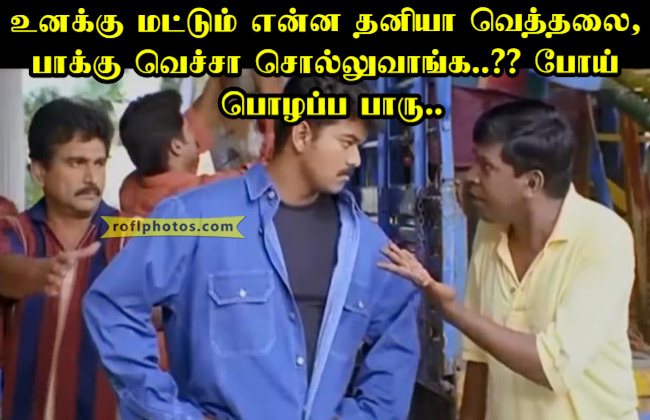 உனக்கு மட்டும் என்ன தனியா வெத்தலை,
பாக்கு வெச்சா சொல்லுவாங்க..?? போய்
பொழப்ப பாரு..
roflphotos.com